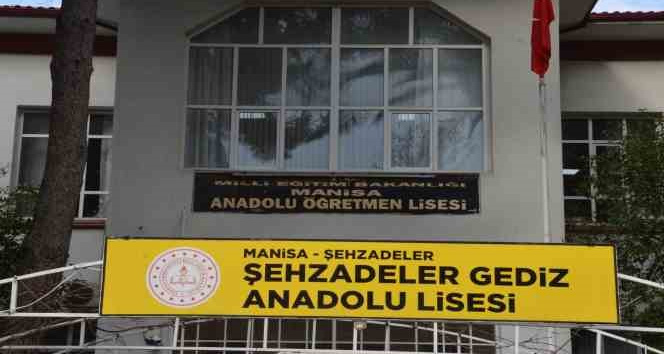 MİLLİ EĞİTİM BAKANLIĞI
MANİSA
ANADOLU ÖĞRETMEN LİSESİ
MANİSA - ŞEHZADELER
ŞEHZADELER GEDİZ
ANADOLU LİSESİ